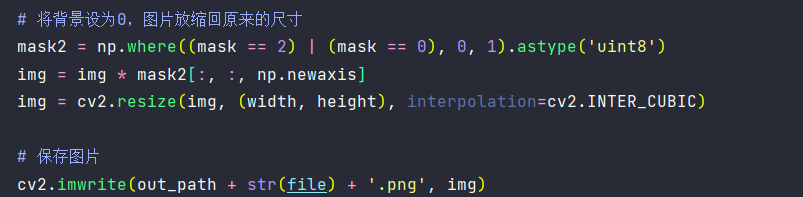 # 将背景设为0，图片放缩回原来的尺寸
mask2 = np.where((mask == 2) | (mask == 0), 0, 1).astype('uint8')
img = img * mask2[:, :, np.newaxis]
img = cv2.resize(img, (width, height), interpolation=cv2.INTER_CUBIC)
# 保存图片
cv2.imwrite(out_path + str(file) + '.png', img)